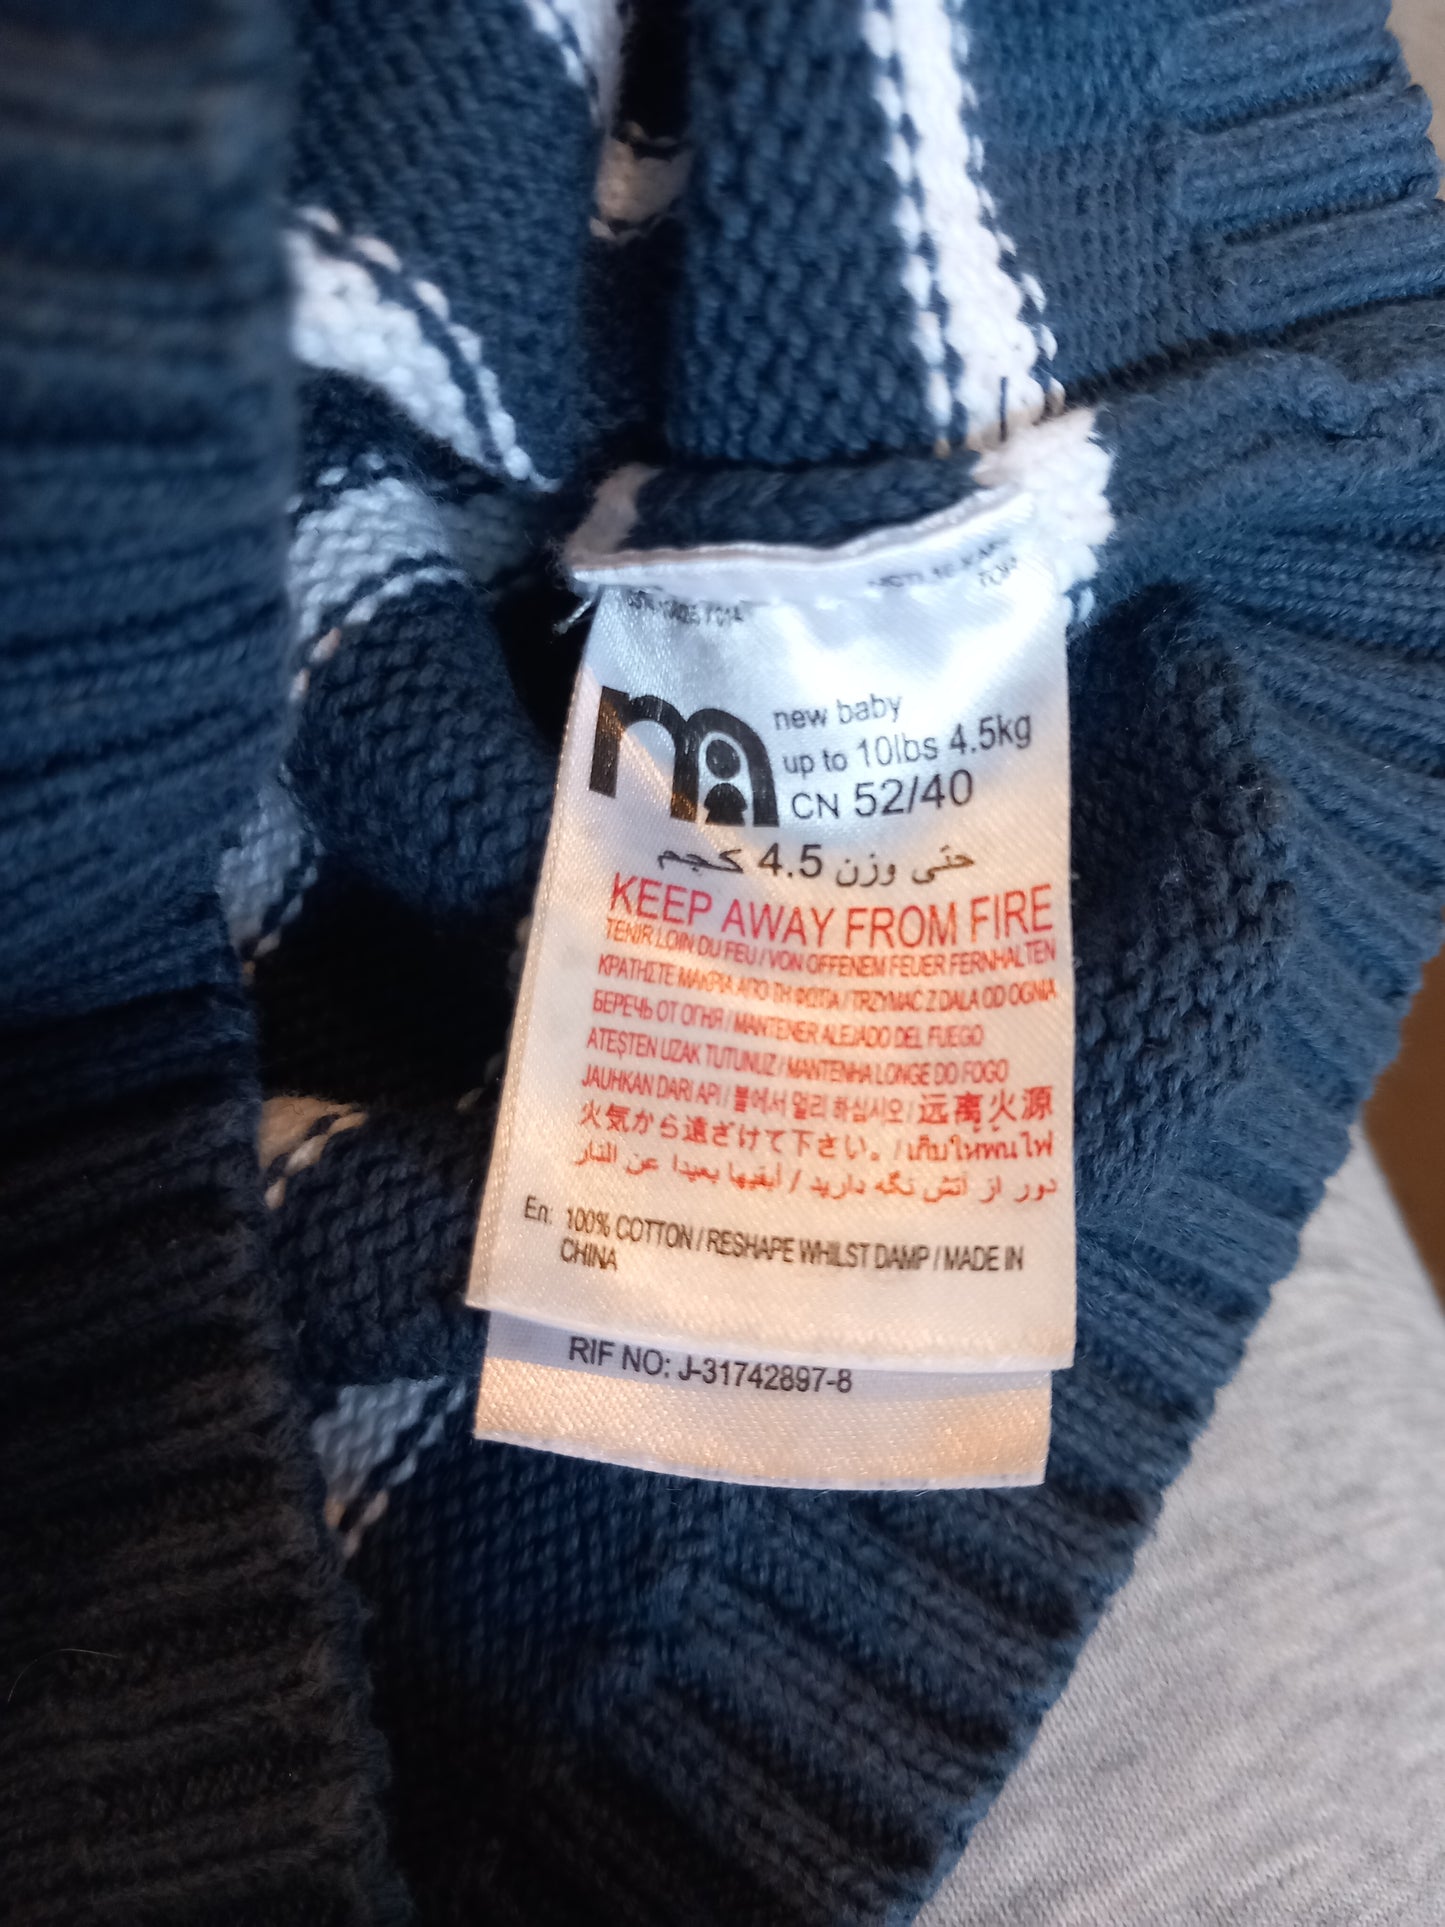 new baby
up to 10lbs 4.5kg
CN 52/40
حتى وزن 4.5 كجم
KEEP AWAY FROM FIRE
TENIR LOIN DU FEU / VON OFFENEM FEUER FERNHALTEN
ΚΡΑΤΗΣΤΕ ΜΑΚΡΙΑ ΑΠΟ ΤΗ ΦΩΤΙΑ / TRZYMAĆ Z DALA OD OGNIA
БЕРЕЧЬ ОТ ОГНЯ / MANTENER ALEJADO DEL FUEGO
ATEŞTEN UZAK TUTUNUZ / MANTENHA LONGE DO FOGO
JAUHKAN DARI API / 불에서 멀리 하십시오 / 远离火源
火気から遠ざけて下さい。/ เก็บให้พ้นไฟ
دور از آتش نگه دارید / أبقيها بعيدا عن النار
En: 100% COTTON / RESHAPE WHILST DAMP / MADE IN
CHINA
RIF NO: J-31742897-8